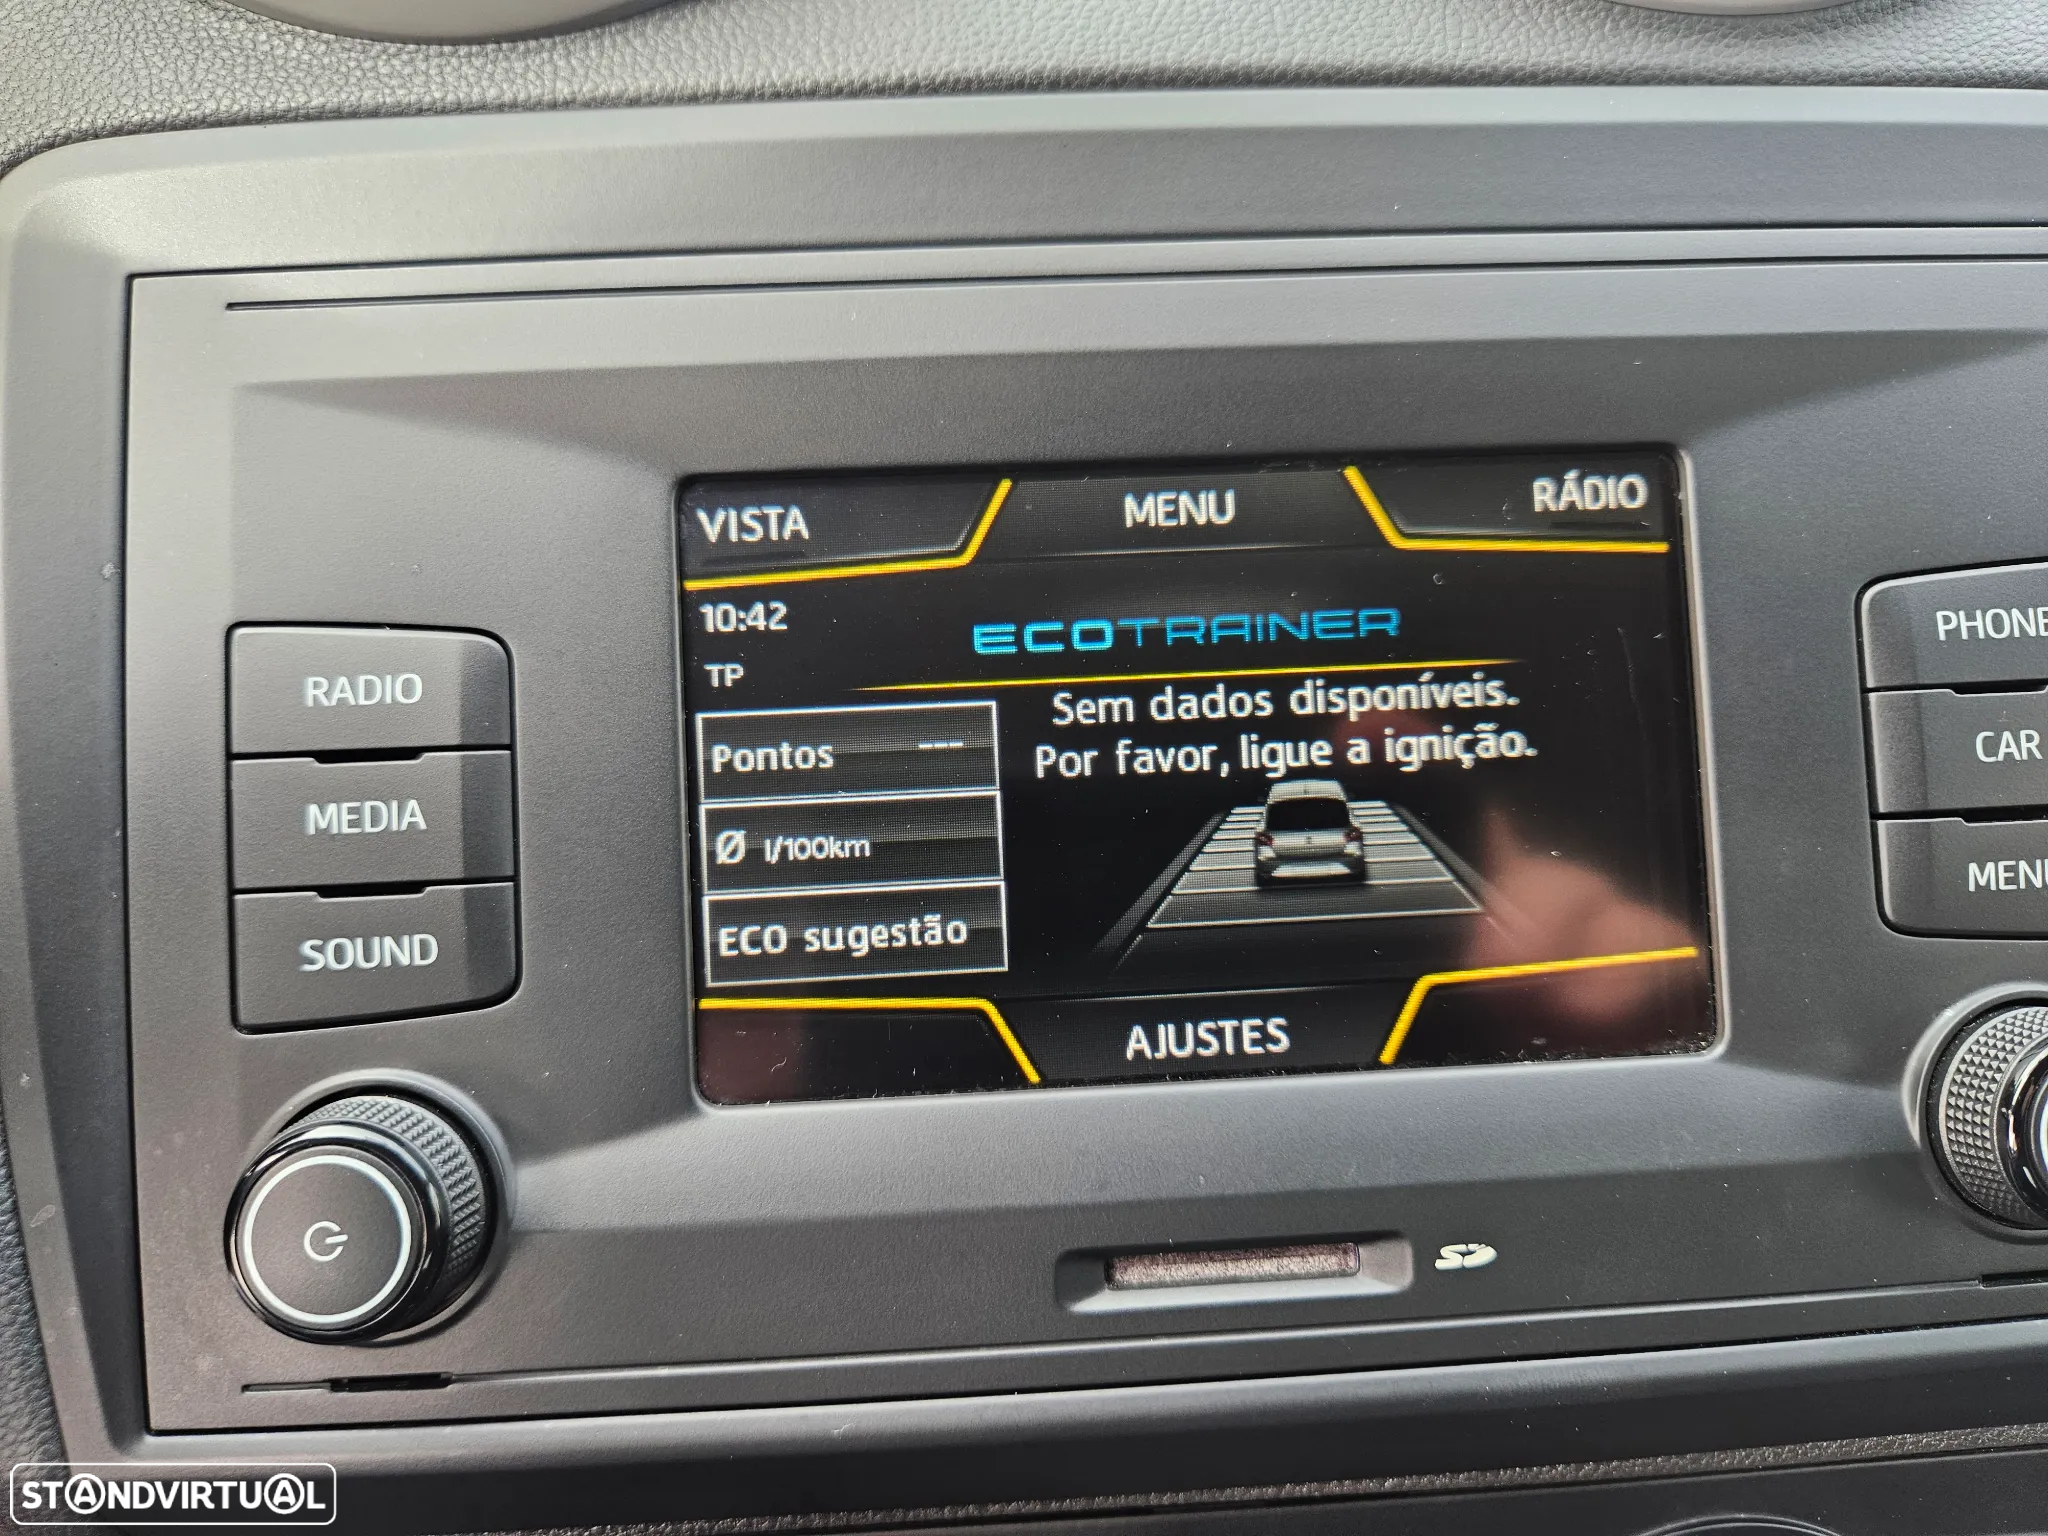 VISTA
MENU
RÁDIO
10:42
ECOTRAINER
TP
Sem dados disponíveis.
Por favor, ligue a ignição.
Pontos ---
Ø l/100km
ECO sugestão
AJUSTES
RADIO
MEDIA
SOUND
PHONE
CAR
MENU
SD
STANDVIRTUAL